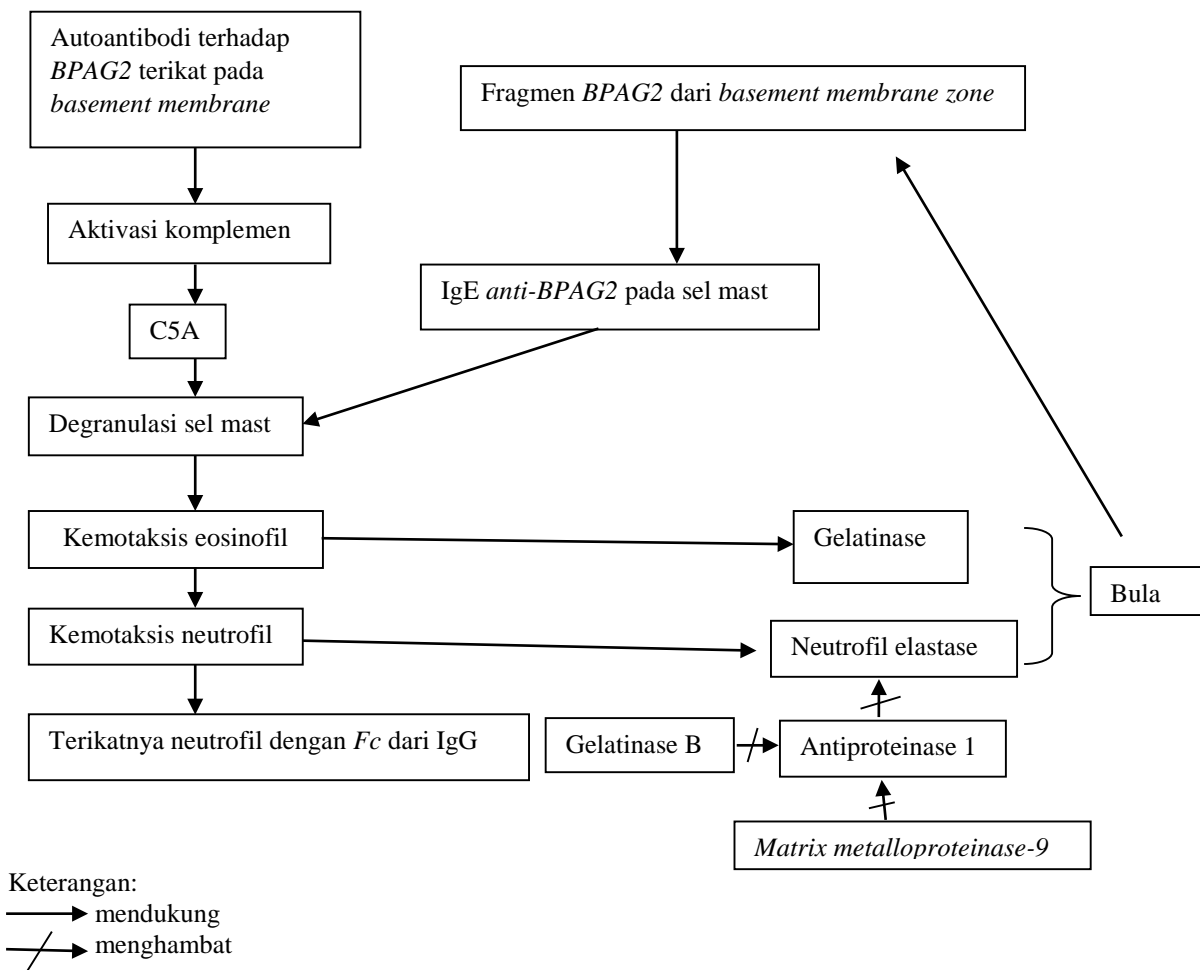 Autoantibodi terhadap
BPAG2 terikat pada
basement membrane
Fragmen BPAG2 dari basement membrane zone
Aktivasi komplemen
IgE anti-BPAG2 pada sel mast
C5A
Degranulasi sel mast
Kemotaksis eosinofil
Gelatinase
Bula
Kemotaksis neutrofil
Neutrofil elastase
Terikatnya neutrofil dengan Fc dari IgG
Gelatinase B
Antiproteinase 1
Matrix metalloproteinase-9
Keterangan:
mendukung
menghambat